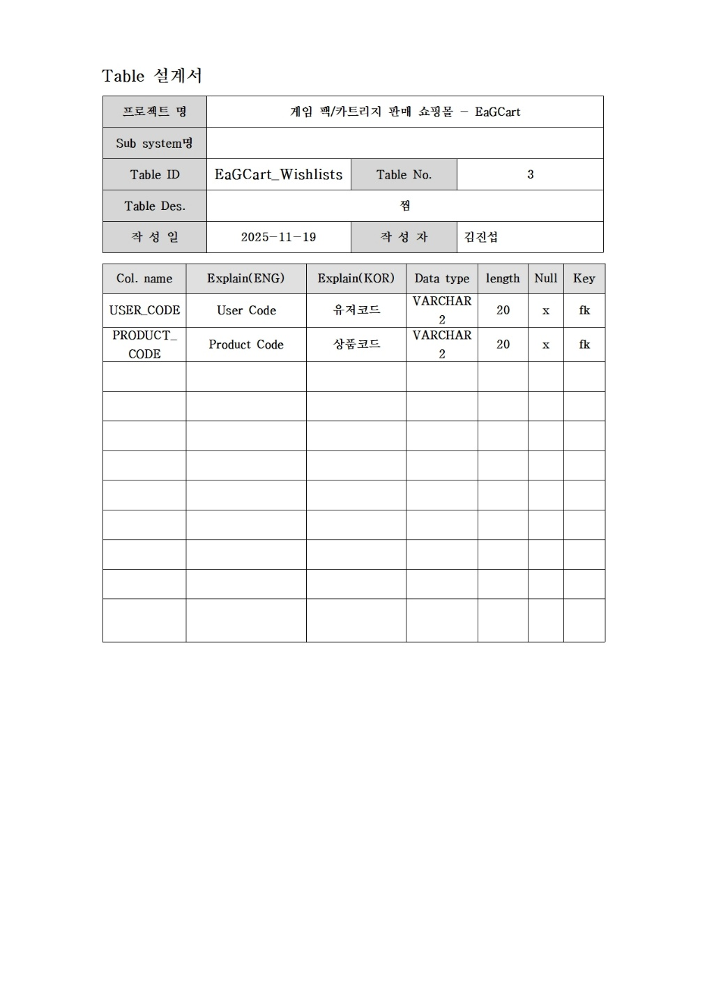 Table 설계서
프로젝트 명 게임 팩/카트리지 판매 쇼핑몰 - EaGCart
Sub system명
Table ID EaGCart_Wishlists Table No. 3
Table Des. 찜
작 성 일 2025-11-19 작 성 자 김진섭
Col. name Explain(ENG) Explain(KOR) Data type length Null Key
USER_CODE User Code 유저코드 VARCHAR
2 20 x fk
PRODUCT_
CODE Product Code 상품코드 VARCHAR
2 20 x fk